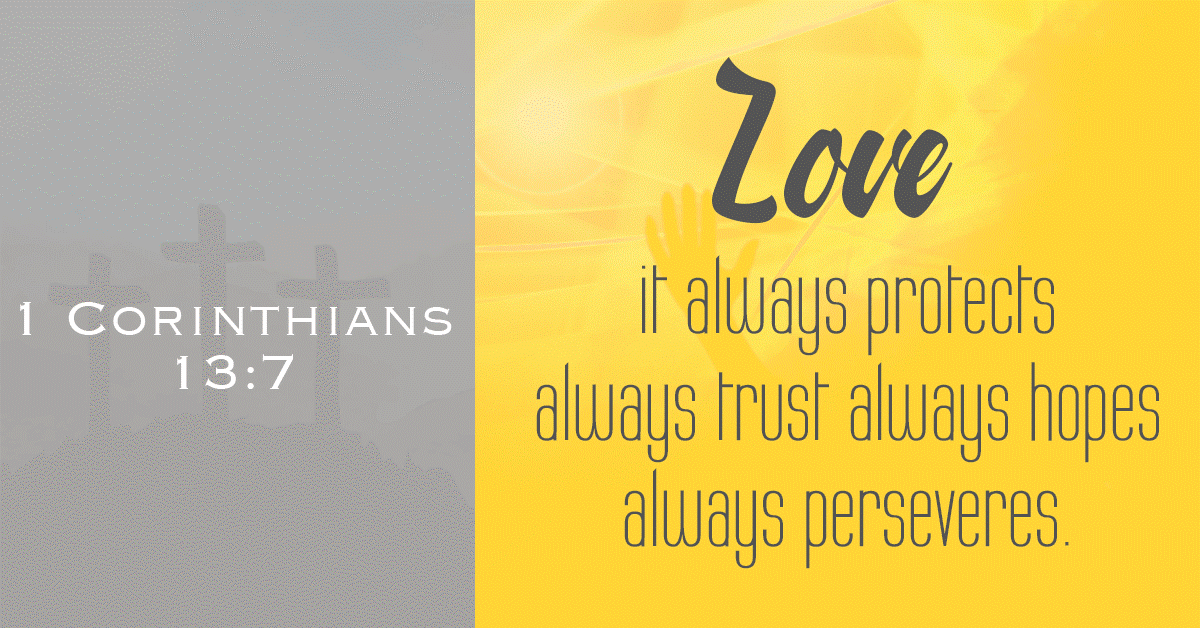 1 CORINTHIANS
13:7
Love
it always protects
always trust always hopes
always perseveres.